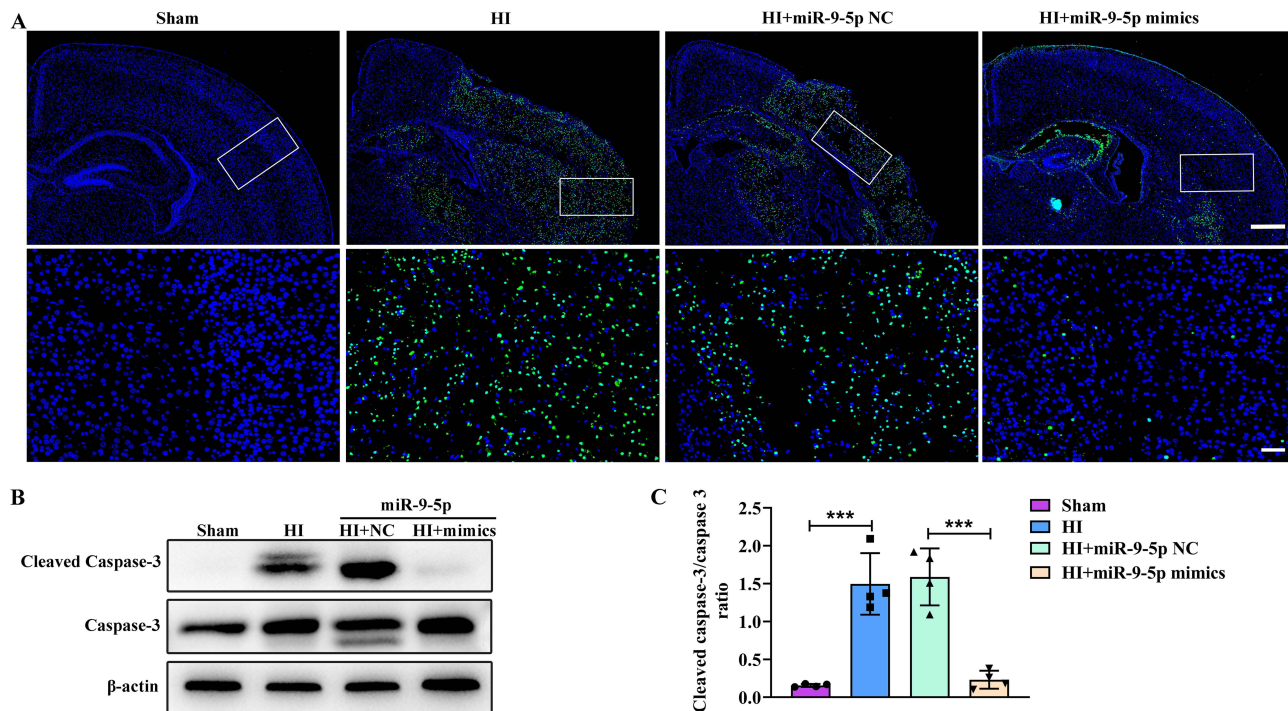 A
Sham
HI
HI+miR-9-5p NC
HI+miR-9-5p mimics
B
miR-9-5p
Sham
HI
HI+NC
HI+mimics
Cleaved Caspase-3
Caspase-3
β-actin
C
Cleaved caspase-3/caspase 3
ratio
2.5
2.0
1.5
1.0
0.5
0.0
***
***
Sham
HI
HI+miR-9-5p NC
HI+miR-9-5p mimics